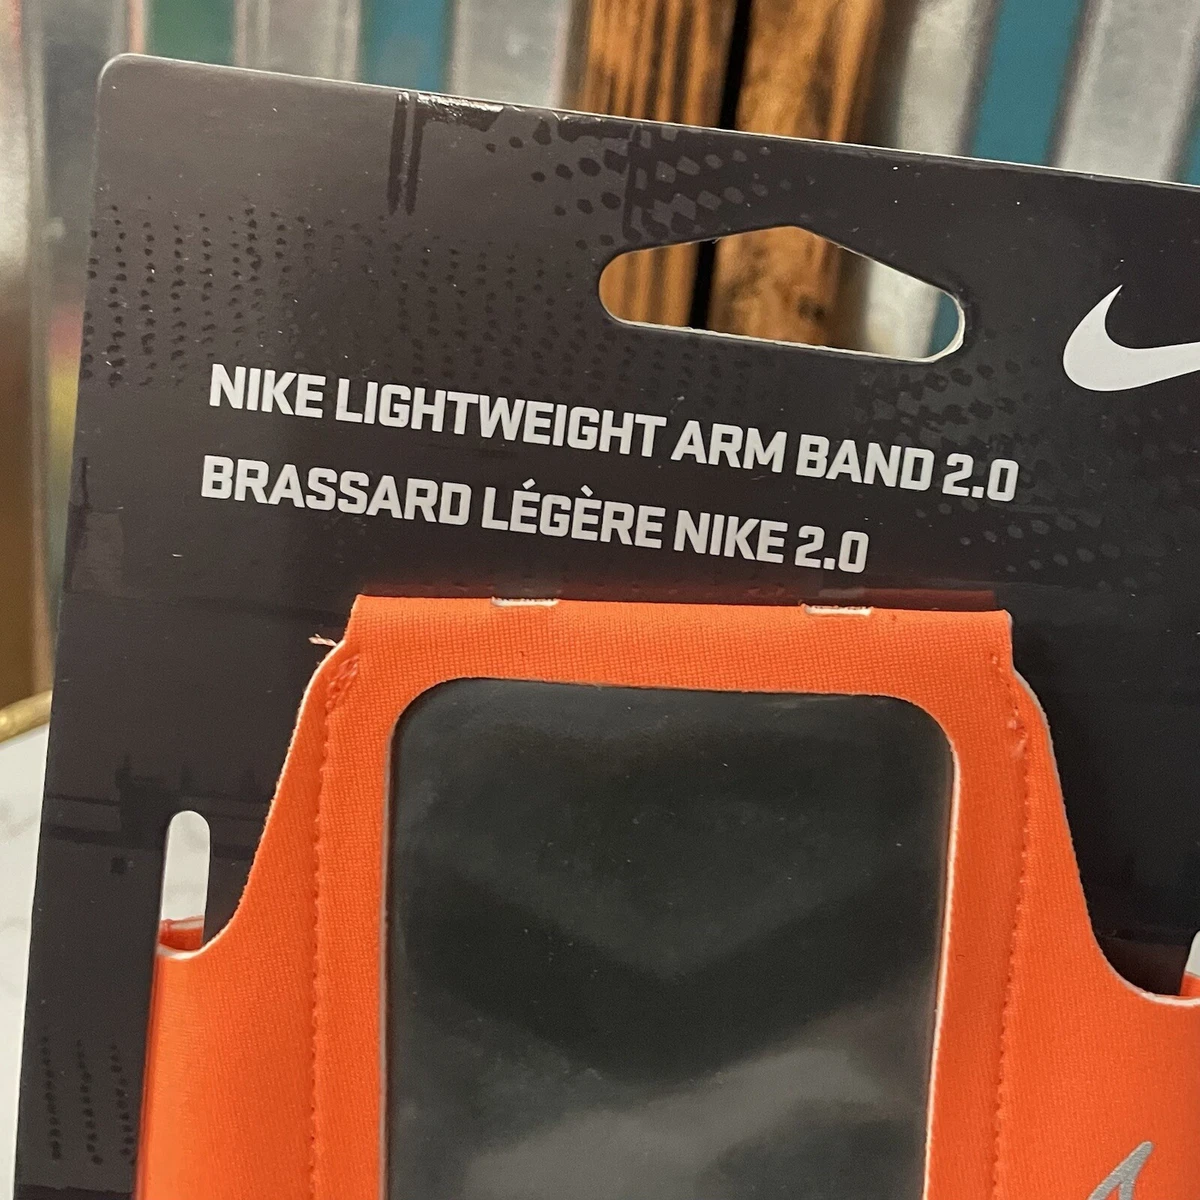 NIKE LIGHTWEIGHT ARM BAND 2.0
BRASSARD LÉGÈRE NIKE 2.0